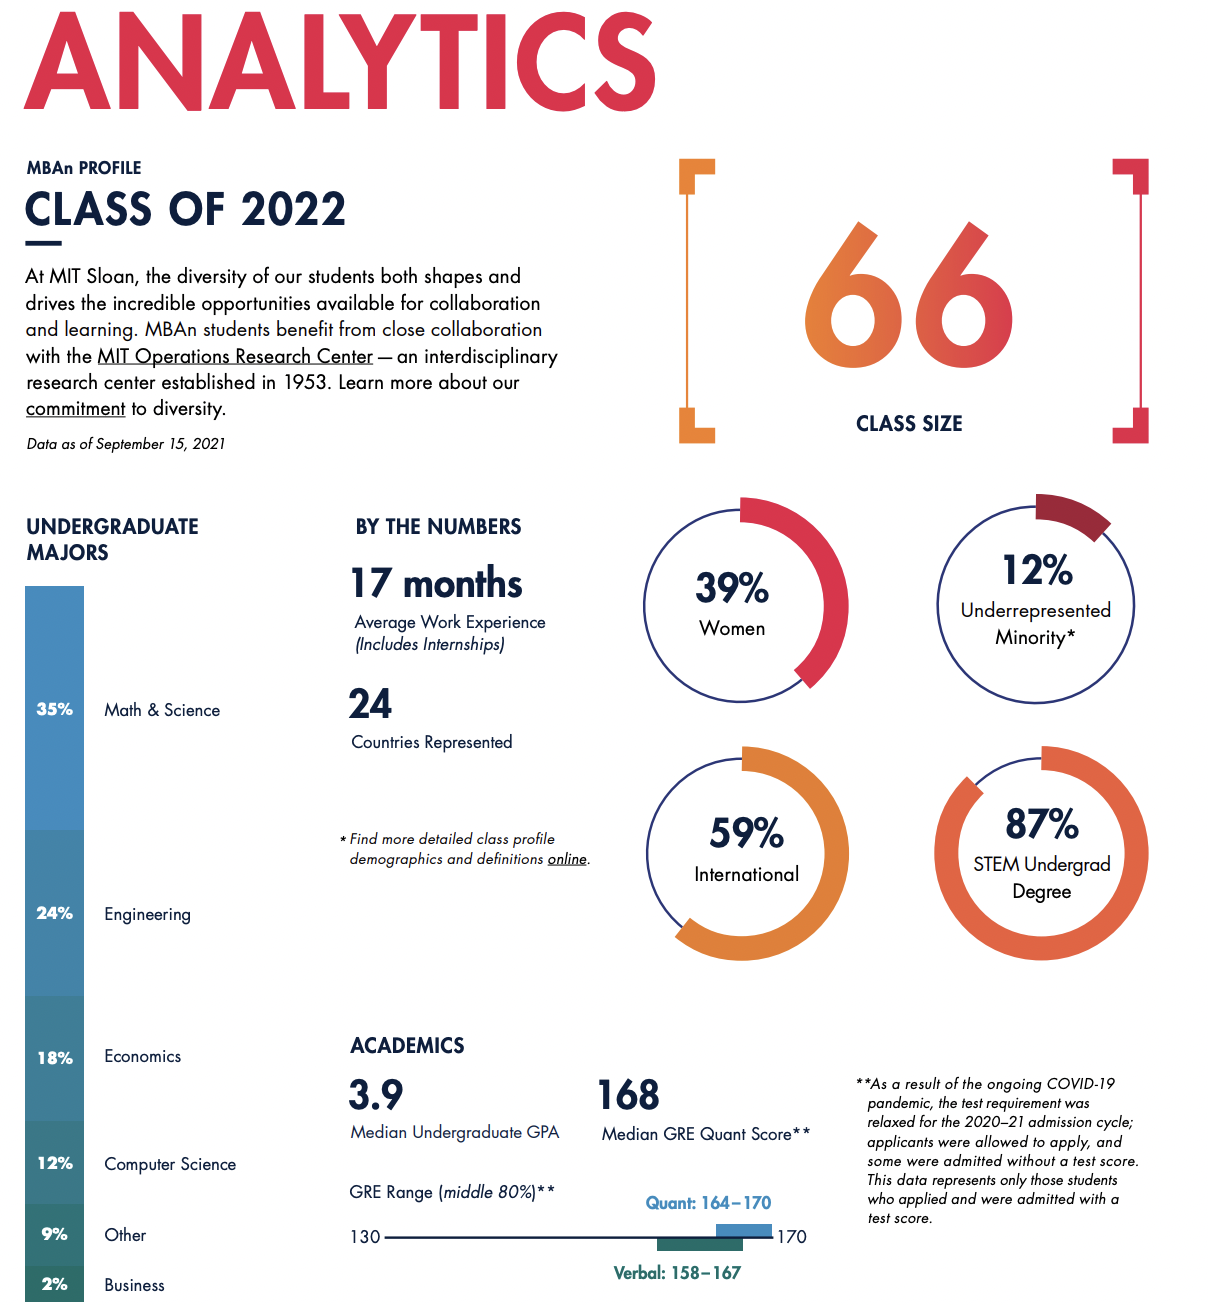 ANALYTICS
MBAn PROFILE
CLASS OF 2022
At MIT Sloan, the diversity of our students both shapes and
drives the incredible opportunities available for collaboration
and learning. MBAn students benefit from close collaboration
with the MIT Operations Research Center — an interdisciplinary
research center established in 1953. Learn more about our
commitment to diversity.
Data as of September 15, 2021
66
CLASS SIZE
UNDERGRADUATE
MAJORS
35% Math & Science
24% Engineering
18% Economics
12% Computer Science
9% Other
2% Business
BY THE NUMBERS
17 months
Average Work Experience
(Includes Internships)
24
Countries Represented
* Find more detailed class profile
demographics and definitions online.
39%
Women
12%
Underrepresented
Minority*
59%
International
87%
STEM Undergrad
Degree
ACADEMICS
3.9
Median Undergraduate GPA
168
Median GRE Quant Score**
GRE Range (middle 80%)**
Quant: 164–170
130 170
Verbal: 158–167
**As a result of the ongoing COVID-19
pandemic, the test requirement was
relaxed for the 2020–21 admission cycle;
applicants were allowed to apply, and
some were admitted without a test score.
This data represents only those students
who applied and were admitted with a
test score.